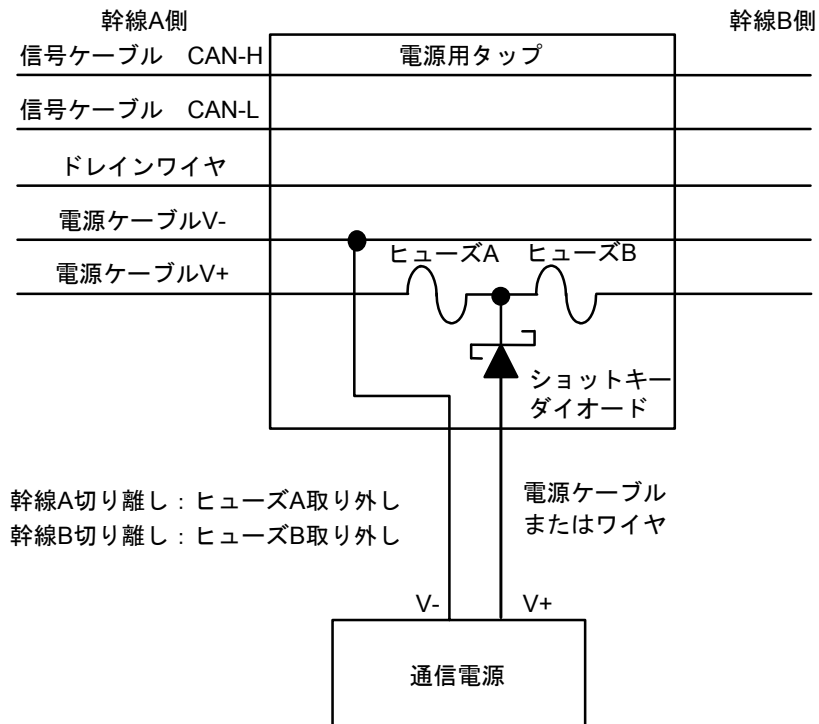 幹線A側
幹線B側
信号ケーブル　CAN-H
電源用タップ
信号ケーブル　CAN-L
ドレインワイヤ
電源ケーブルV-
ヒューズA
ヒューズB
電源ケーブルV+
ショットキー
ダイオード
幹線A切り離し：ヒューズA取り外し
幹線B切り離し：ヒューズB取り外し
電源ケーブル
またはワイヤ
V-
V+
通信電源